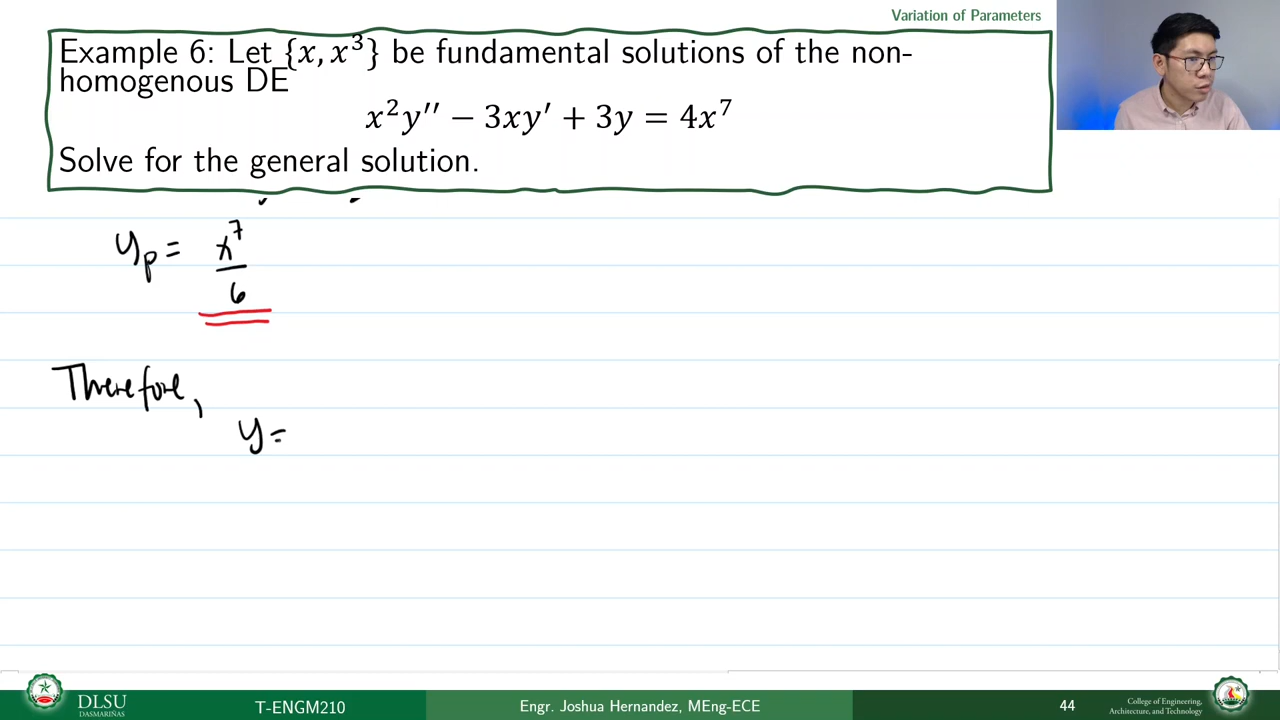 Variation of Parameters
Example 6: Let {x, x³} be fundamental solutions of the non-
homogenous DE
x²y′′ − 3xy′ + 3y = 4x⁷
Solve for the general solution.
yₚ = x⁷/6
Therefore,
y=
DLSU
DASMARIÑAS
T-ENGM210
Engr. Joshua Hernandez, MEng-ECE
44
College of Engineering,
Architecture, and Technology